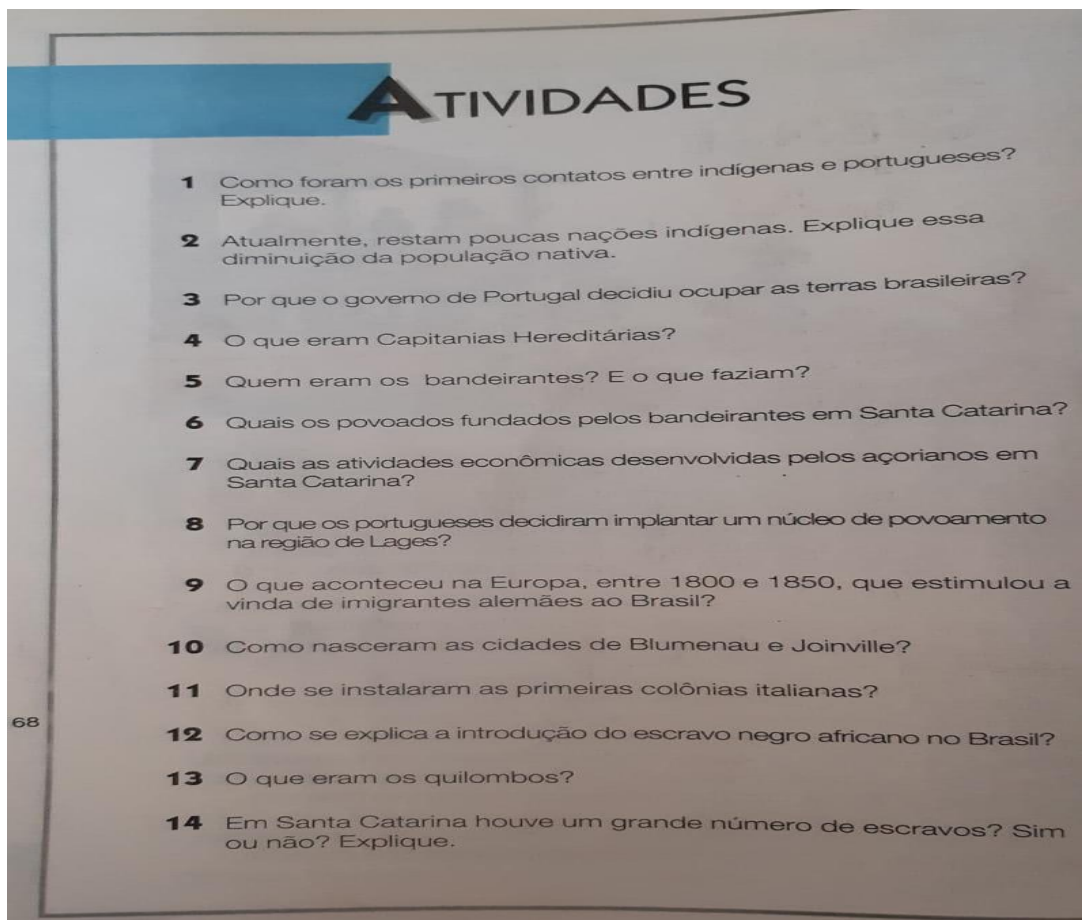 ATIVIDADES
1 Como foram os primeiros contatos entre indígenas e portugueses?
Explique.
2 Atualmente, restam poucas nações indígenas. Explique essa
diminuição da população nativa.
3 Por que o governo de Portugal decidiu ocupar as terras brasileiras?
4 O que eram Capitanias Hereditárias?
5 Quem eram os bandeirantes? E o que faziam?
6 Quais os povoados fundados pelos bandeirantes em Santa Catarina?
7 Quais as atividades econômicas desenvolvidas pelos açorianos em
Santa Catarina?
8 Por que os portugueses decidiram implantar um núcleo de povoamento
na região de Lages?
9 O que aconteceu na Europa, entre 1800 e 1850, que estimulou a
vinda de imigrantes alemães ao Brasil?
10 Como nasceram as cidades de Blumenau e Joinville?
11 Onde se instalaram as primeiras colônias italianas?
68
12 Como se explica a introdução do escravo negro africano no Brasil?
13 O que eram os quilombos?
14 Em Santa Catarina houve um grande número de escravos? Sim
ou não? Explique.